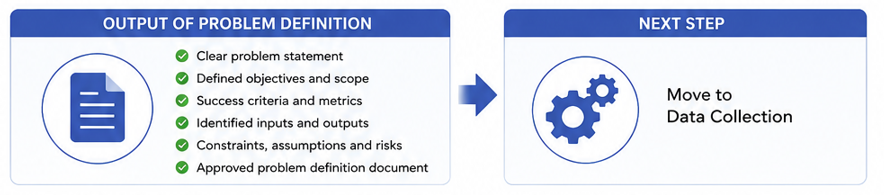 OUTPUT OF PROBLEM DEFINITION
Clear problem statement
Defined objectives and scope
Success criteria and metrics
Identified inputs and outputs
Constraints, assumptions and risks
Approved problem definition document
NEXT STEP
Move to
Data Collection